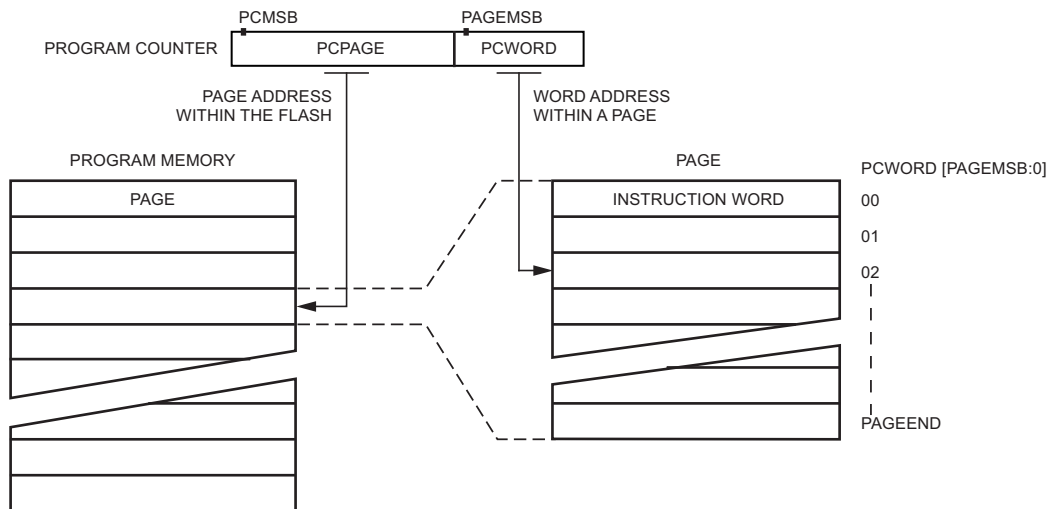 PCMSB
PAGEMSB
PROGRAM COUNTER
PCPAGE
PCWORD
PAGE ADDRESS
WITHIN THE FLASH
WORD ADDRESS
WITHIN A PAGE
PROGRAM MEMORY
PAGE
PCWORD [PAGEMSB:0]
PAGE
INSTRUCTION WORD
00
01
02
PAGEEND